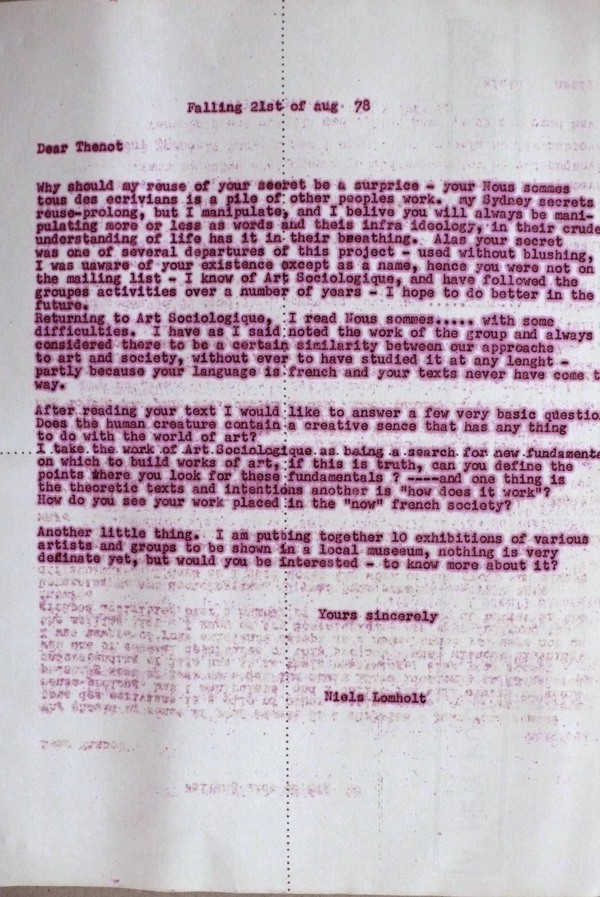 Falling 21st of aug 78
Dear Thenot
Why should my reuse of your secret be a surprice - your Nous sommes
tous des ecrivians is a pile of other peoples work. my Sydney secrets
reuse-prolong, but I manipulate, and I belive you will always be mani-
pulating more or less as words and theis infra ideology, in their crude
understanding of life has it in their bmeathing. Alas your secret
was one of several departures of this project - used without blushing,
I was uaware of your existence except as a name, hence you were not on
the mailing list - I know of Art Sociologique, and have followed the
groupes activities over a number of years - I hope to do better in the
future.
Returning to Art Sociologique, I read Nous sommes..... with some
difficulties. I have as I said noted the work of the group and always
considered there to be a certain similarity between our approache
to art and society, without ever to have studied it at any lenght -
partly because your language is french and your texts never have come t
way.
After reading your text I would like to answer a few very basic questio
Does the human creature contain a creative sence that has any thing
to do with the world of art?
I take the work of Art Sociologique as being a search for new fundamenta
on which to build works of art, if this is truth, can you define the
points where you look for these fundamentals ? ----and one thing is
the theoretic texts and intentions another is "how does it work"?
How do you see your work placed in the "now" french society?
Another little thing. I am putting together 10 exhibitions of various
artists and groups to be shown in a local museeum, nothing is very
definate yet, but would you be interested - to know more about it?
Yours sincerely
Niels Lomholt